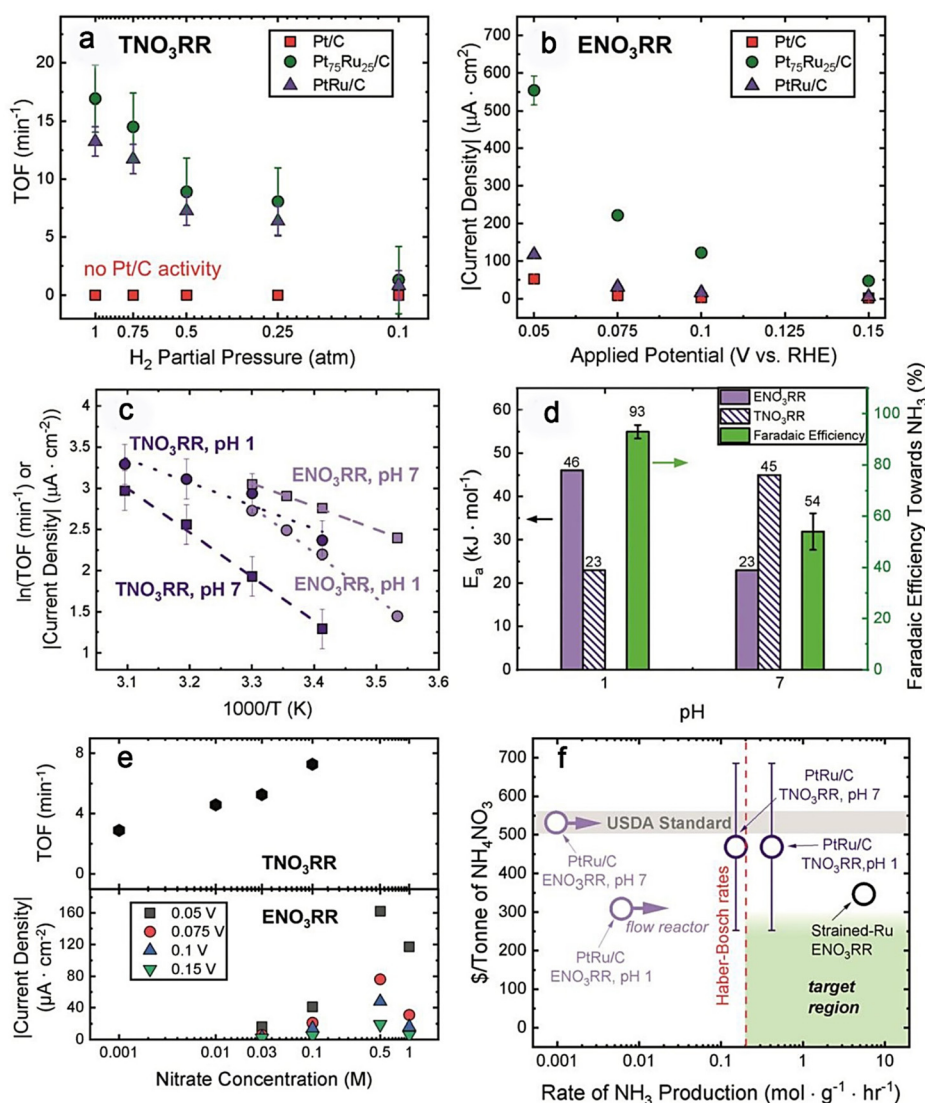 a
TNO₃RR
Pt/C
Pt₇₅Ru₂₅/C
PtRu/C
20
15
10
5
0
TOF (min⁻¹)
no Pt/C activity
1
0.75
0.5
0.25
0.1
H₂ Partial Pressure (atm)
b
ENO₃RR
Pt/C
Pt₇₅Ru₂₅/C
PtRu/C
700
600
500
400
300
200
100
0
|Current Density| (μA · cm²)
0.05
0.075
0.1
0.125
0.15
Applied Potential (V vs. RHE)
c
4
3.5
3
2.5
2
1.5
1
ln(TOF (min⁻¹) or
|Current Density| (μA · cm⁻²))
TNO₃RR, pH 1
ENO₃RR, pH 7
TNO₃RR, pH 7
ENO₃RR, pH 1
3.1
3.2
3.3
3.4
3.5
3.6
1000/T (K)
d
ENO₃RR
TNO₃RR
Faradaic Efficiency
60
50
40
30
20
10
0
Eₐ (kJ · mol⁻¹)
46
23
93
23
45
54
100
80
60
40
20
0
Faradaic Efficiency Towards NH₃ (%)
1
7
pH
e
8
4
0
TOF (min⁻¹)
TNO₃RR
ENO₃RR
0.05 V
0.075 V
0.1 V
0.15 V
160
120
80
40
0
|Current Density|
(μA · cm⁻²)
0.001
0.01
0.03
0.1
0.5
1
Nitrate Concentration (M)
f
700
600
500
400
300
200
100
0
$/Tonne of NH₄NO₃
USDA Standard
PtRu/C
ENO₃RR, pH 7
flow reactor
PtRu/C
ENO₃RR, pH 1
Haber-Bosch rates
PtRu/C
TNO₃RR, pH 7
PtRu/C
TNO₃RR,pH 1
Strained-Ru
ENO₃RR
target
region
0.001
0.01
0.1
1
10
Rate of NH₃ Production (mol · g⁻¹ · hr⁻¹)